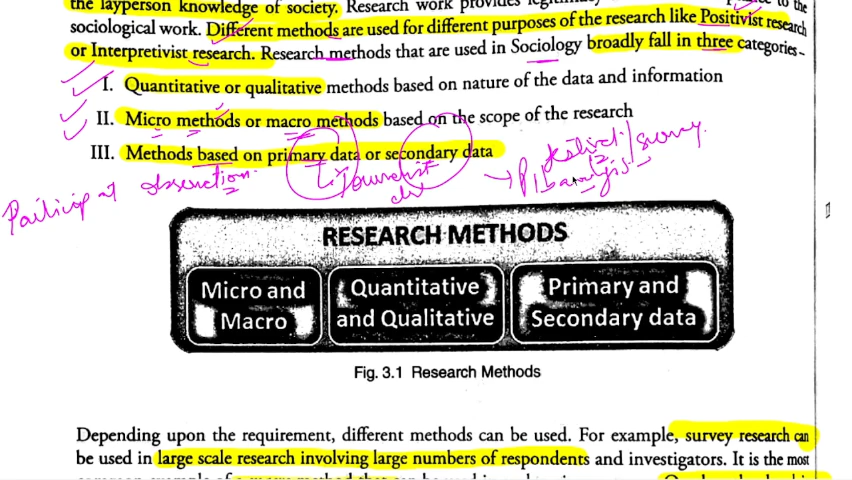 the layperson knowledge of society. Research work provides to the
sociological work. Different methods are used for different purposes of the research like Positivist research
or Interpretivist research. Research methods that are used in Sociology broadly fall in three categories-
I. Quantitative or qualitative methods based on nature of the data and information
II. Micro methods or macro methods based on the scope of the research
III. Methods based on primary data or secondary data
observation
survey
RESEARCH METHODS
Micro and Quantitative Primary and
Macro and Qualitative Secondary data
Fig. 3.1 Research Methods
Depending upon the requirement, different methods can be used. For example, survey research can
be used in large scale research involving large numbers of respondents and investigators. It is the most